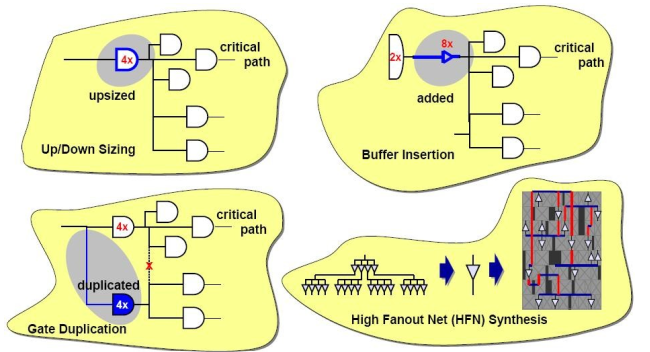 4x
critical
path
upsized
Up/Down Sizing
2x
8x
critical
path
added
Buffer Insertion
4x
critical
path
x
duplicated
4x
Gate Duplication
High Fanout Net (HFN) Synthesis